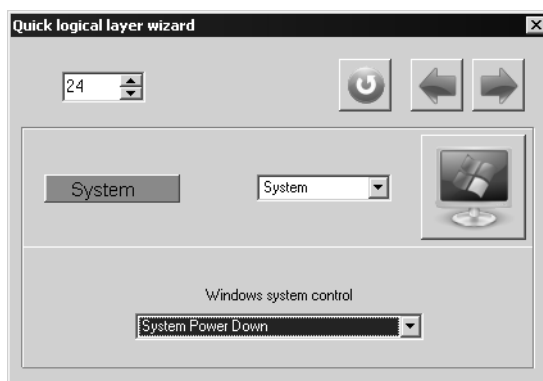 Quick logical layer wizard
24
System
System
Windows system control
System Power Down